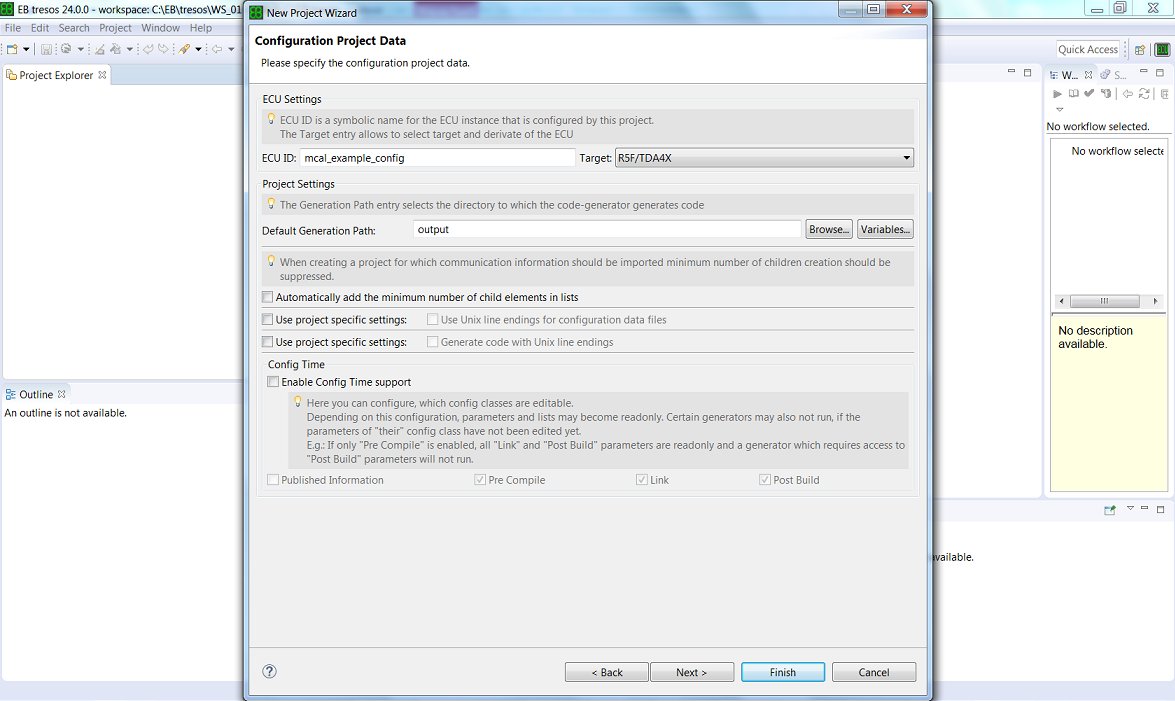 EB tresos 24.0.0 - workspace: C:\EB\tresos\WS_01
File Edit Search Project Window Help
Quick Access
Project Explorer
Outline
An outline is not available.
New Project Wizard
Configuration Project Data
Please specify the configuration project data.
ECU Settings
ECU ID is a symbolic name for the ECU instance that is configured by this project.
The Target entry allows to select target and derivate of the ECU
ECU ID: mcal_example_config Target: R5F/TDA4X
Project Settings
The Generation Path entry selects the directory to which the code-generator generates code
Default Generation Path: output Browse... Variables...
When creating a project for which communication information should be imported minimum number of children creation should be
suppressed.
Automatically add the minimum number of child elements in lists
Use project specific settings: Use Unix line endings for configuration data files
Use project specific settings: Generate code with Unix line endings
Config Time
Enable Config Time support
Here you can configure, which config classes are editable.
Depending on this configuration, parameters and lists may become readonly. Certain generators may also not run, if the
parameters of "their" config class have not been edited yet.
E.g.: If only "Pre Compile" is enabled, all "Link" and "Post Build" parameters are readonly and a generator which requires access to
"Post Build" parameters will not run.
Published Information Pre Compile Link Post Build
< Back Next > Finish Cancel
W... S...
No workflow selected.
No workflow selecte
No description
available.
available.